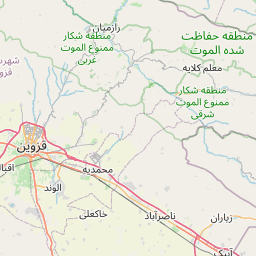 رازمیان
منطقه حفاظت
شده الموت
منطقه شکار
ممنوع الموت
غربی
معلم کلایه
منطقه شکار
ممنوع الموت
شرقی
قزوین
محمدیه
الوند
خاکعلی
ناصرآباد
زیاران
آبیک